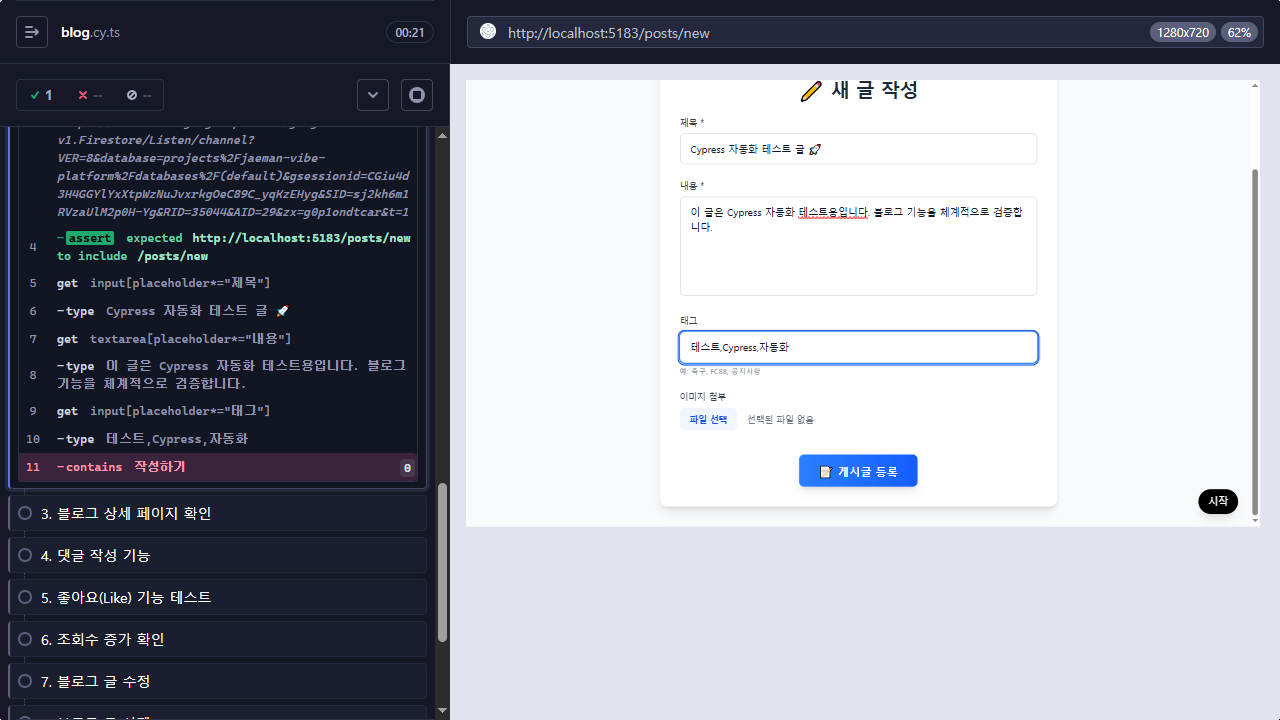 blog.cy.ts
00:21
http://localhost:5183/posts/new
1280x720
62%
1
--
--
v1.Firestore/Listen/channel?
VER=8&database=projects%2Fjaeman-vibe-
platform%2Fdatabases%2F(default)&gsessionid=CGiu4d
3H4GGYlYxXtpWzNuJvxrkgOeC89C_yqKzEHyg&SID=sj2kh6m1
RVzaUlM2p0H-Yg&RID=35044&AID=29&zx=g0p1ondtcar&t=1
4 -assert expected http://localhost:5183/posts/new
to include /posts/new
5 get input[placeholder*="제목"]
6 -type Cypress 자동화 테스트 글 🚀
7 get textarea[placeholder*="내용"]
8 -type 이 글은 Cypress 자동화 테스트용입니다. 블로그
기능을 체계적으로 검증합니다.
9 get input[placeholder*="태그"]
10 -type 테스트,Cypress,자동화
11 -contains 작성하기 0
3. 블로그 상세 페이지 확인
4. 댓글 작성 기능
5. 좋아요(Like) 기능 테스트
6. 조회수 증가 확인
7. 블로그 글 수정
✏️ 새 글 작성
제목 *
Cypress 자동화 테스트 글 🚀
내용 *
이 글은 Cypress 자동화 테스트용입니다. 블로그 기능을 체계적으로 검증합
니다.
태그
테스트,Cypress,자동화
예: 축구, FC88, 공지사항
이미지 첨부
파일 선택 선택된 파일 없음
📝 게시글 등록
시작